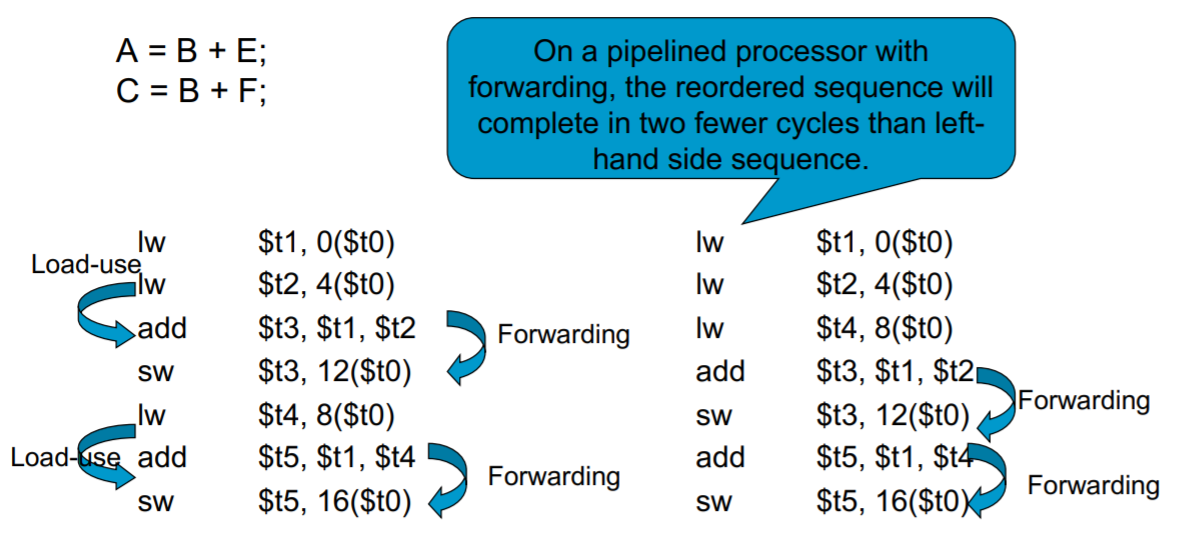 A = B + E;
C = B + F;
On a pipelined processor with
forwarding, the reordered sequence will
complete in two fewer cycles than left-
hand side sequence.
lw $t1, 0($t0)
Load-use
lw $t2, 4($t0)
add $t3, $t1, $t2
Forwarding
sw $t3, 12($t0)
lw $t4, 8($t0)
Load-use
add $t5, $t1, $t4
Forwarding
sw $t5, 16($t0)
lw $t1, 0($t0)
lw $t2, 4($t0)
lw $t4, 8($t0)
add $t3, $t1, $t2
Forwarding
sw $t3, 12($t0)
add $t5, $t1, $t4
Forwarding
sw $t5, 16($t0)